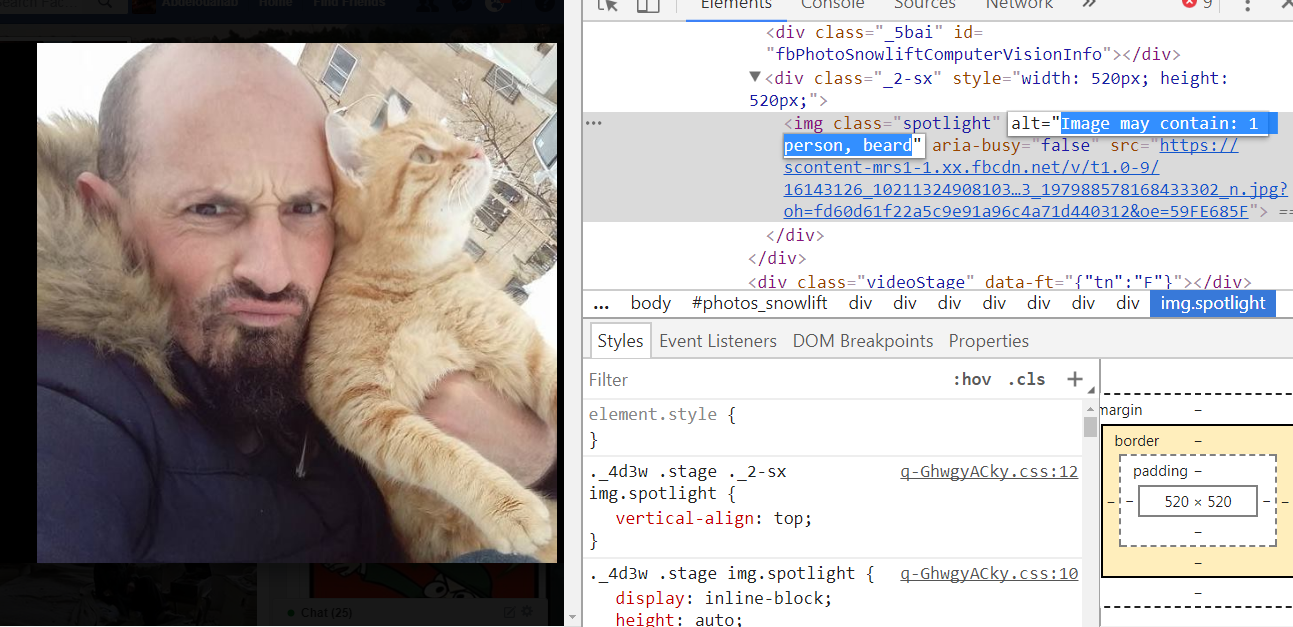 Home
Find Friends
Chat (25)
Elements
Console
Sources
Network
»
9
<div class="_5bai" id=
"fbPhotoSnowliftComputerVisionInfo"></div>
▼<div class="_2-sx" style="width: 520px; height:
520px;">
<img class="spotlight" alt="Image may contain: 1
person, beard" aria-busy="false" src="https://
scontent-mrs1-1.xx.fbcdn.net/v/t1.0-9/
16143126_10211324908103…3_197988578168433302_n.jpg?
oh=fd60d61f22a5c9e91a96c4a71d440312&oe=59FE685F"> ==
</div>
</div>
<div class="videoStage" data-ft="{"tn":"F"}"></div>
... body #photos_snowlift div div div div div div div img.spotlight
Styles Event Listeners DOM Breakpoints Properties
Filter :hov .cls +
element.style {
}
._4d3w .stage ._2-sx q-GhwgyACky.css:12
img.spotlight {
vertical-align: top;
}
._4d3w .stage img.spotlight { q-GhwgyACky.css:10
display: inline-block;
height: auto;
margin –
border –
padding –
– – 520 × 520 – –
–
–
–